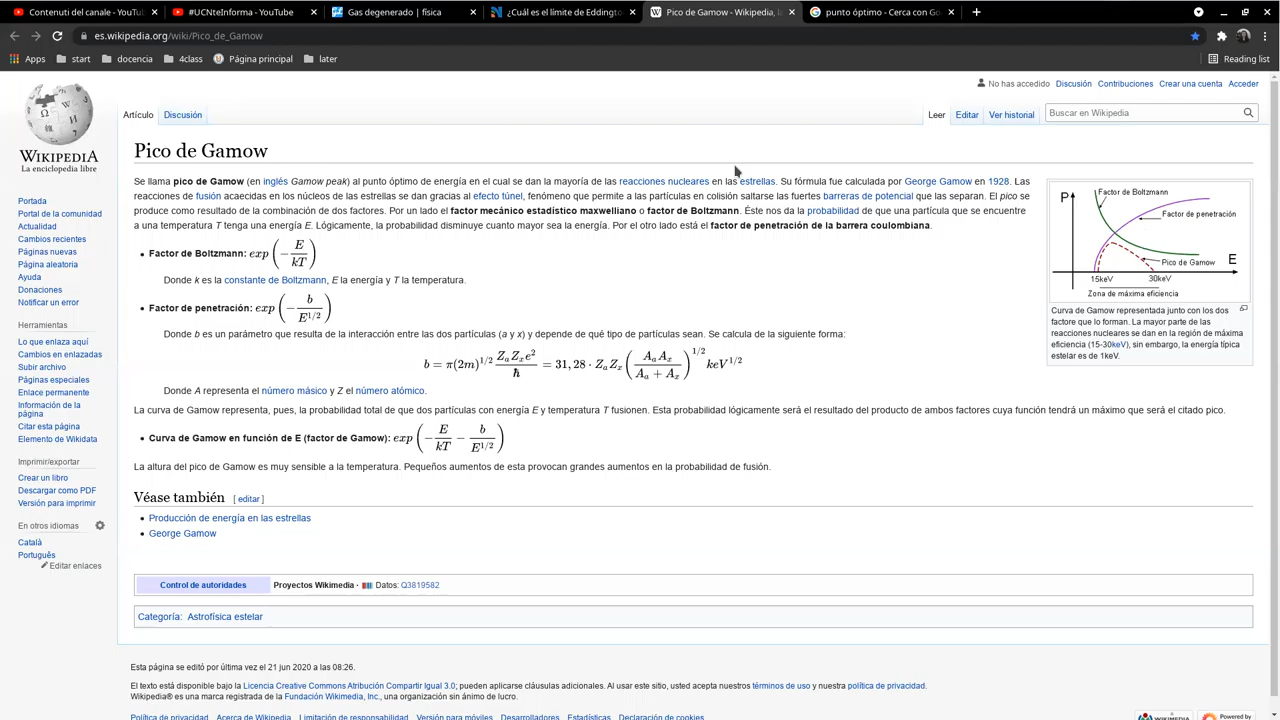 Contenuti del canale - YouTu
#UCNteInforma - YouTube
Gas degenerado | física
¿Cuál es el límite de Eddingto
Pico de Gamow - Wikipedia, la
punto óptimo - Cerca con Go
es.wikipedia.org/wiki/Pico_de_Gamow
Apps
start
docencia
4class
Página principal
later
Reading list
No has accedido Discusión Contribuciones Crear una cuenta Acceder
Artículo Discusión
Leer Editar Ver historial
Buscar en Wikipedia
WIKIPEDIA
La enciclopedia libre
Portada
Portal de la comunidad
Actualidad
Cambios recientes
Páginas nuevas
Página aleatoria
Ayuda
Donaciones
Notificar un error
Herramientas
Lo que enlaza aquí
Cambios en enlazadas
Subir archivo
Páginas especiales
Enlace permanente
Información de la
página
Citar esta página
Elemento de Wikidata
Imprimir/exportar
Crear un libro
Descargar como PDF
Versión para imprimir
En otros idiomas
Català
Português
Editar enlaces
Pico de Gamow
Se llama pico de Gamow (en inglés Gamow peak) al punto óptimo de energía en el cual se dan la mayoría de las reacciones nucleares en las estrellas. Su fórmula fue calculada por George Gamow en 1928. Las
reacciones de fusión acaecidas en los núcleos de las estrellas se dan gracias al efecto túnel, fenómeno que permite a las partículas en colisión saltarse las fuertes barreras de potencial que las separan. El pico se
produce como resultado de la combinación de dos factores. Por un lado el factor mecánico estadístico maxwelliano o factor de Boltzmann. Éste nos da la probabilidad de que una partícula que se encuentre
a una temperatura T tenga una energía E. Lógicamente, la probabilidad disminuye cuanto mayor sea la energía. Por el otro lado está el factor de penetración de la barrera coulombiana.
• Factor de Boltzmann: exp (−E/kT)
Donde k es la constante de Boltzmann, E la energía y T la temperatura.
• Factor de penetración: exp (−b/E^1/2)
Donde b es un parámetro que resulta de la interacción entre las dos partículas (a y x) y depende de qué tipo de partículas sean. Se calcula de la siguiente forma:
b = π(2m)^1/2 Z_a Z_x e^2/ħ = 31,28 · Z_a Z_x (A_a A_x/(A_a + A_x))^1/2 keV^1/2
Donde A representa el número másico y Z el número atómico.
La curva de Gamow representa, pues, la probabilidad total de que dos partículas con energía E y temperatura T fusionen. Esta probabilidad lógicamente será el resultado del producto de ambos factores cuya función tendrá un máximo que será el citado pico.
• Curva de Gamow en función de E (factor de Gamow): exp (−E/kT − b/E^1/2)
La altura del pico de Gamow es muy sensible a la temperatura. Pequeños aumentos de esta provocan grandes aumentos en la probabilidad de fusión.
P
Factor de Boltzmann
Factor de penetración
Pico de Gamow
E
15keV 30keV
Zona de máxima eficiencia
Curva de Gamow representada junto con los dos
factore que lo forman. La mayor parte de las
reacciones nucleares se dan en la región de máxima
eficiencia (15-30keV), sin embargo, la energía típica
estelar es de 1keV.
Véase también [ editar ]
• Producción de energía en las estrellas
• George Gamow
Control de autoridades Proyectos Wikimedia · Datos: Q3819582
Categoría: Astrofísica estelar
Esta página se editó por última vez el 21 jun 2020 a las 08:26.
El texto está disponible bajo la Licencia Creative Commons Atribución Compartir Igual 3.0; pueden aplicarse cláusulas adicionales. Al usar este sitio, usted acepta nuestros términos de uso y nuestra política de privacidad.
Wikipedia® es una marca registrada de la Fundación Wikimedia, Inc., una organización sin ánimo de lucro.
Política de privacidad Acerca de Wikipedia Limitación de responsabilidad Versión para móviles Desarrolladores Estadísticas Declaración de cookies
WIKIMEDIA
Powered by